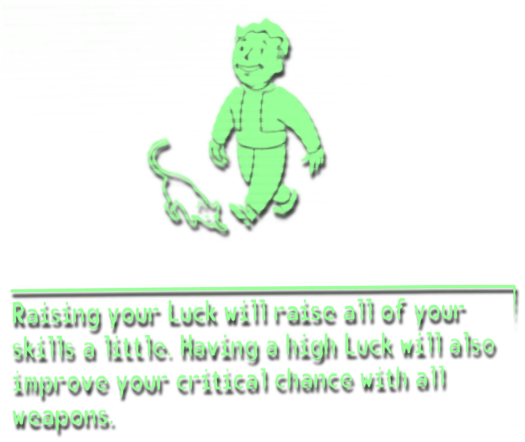 Raising your Luck will raise all of your
skills a little. Having a high Luck will also
improve your critical chance with all
weapons.